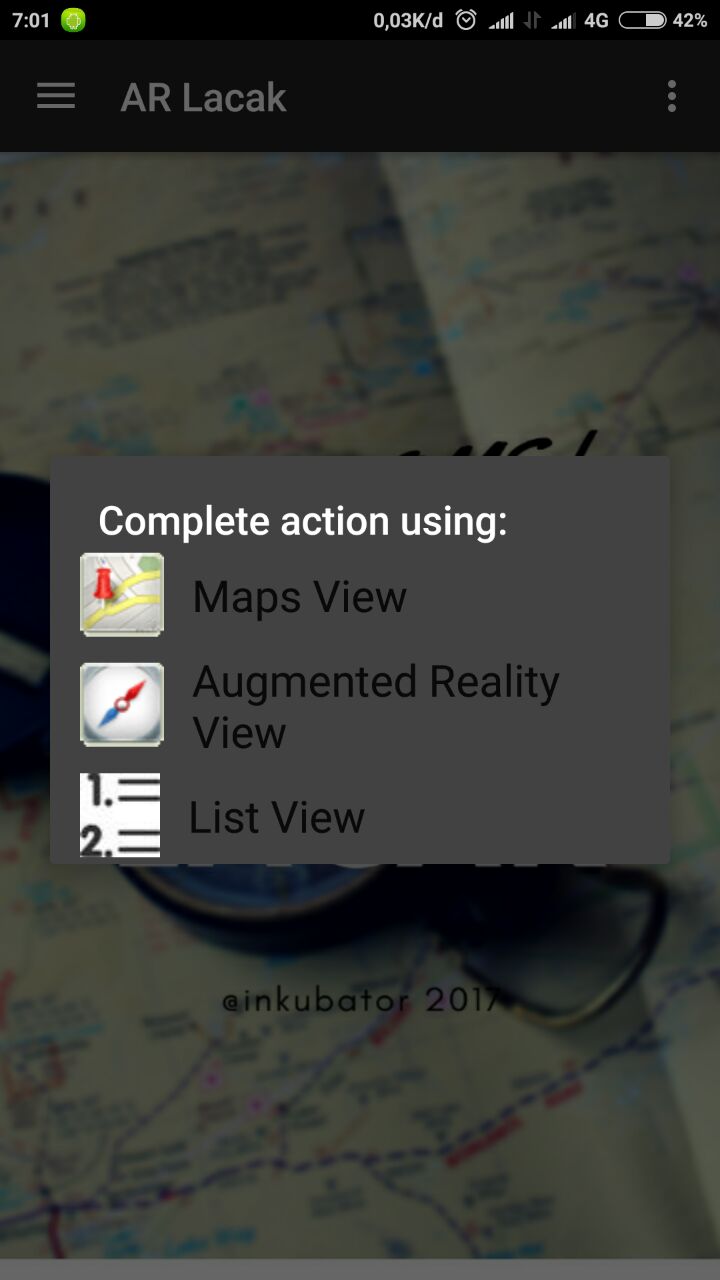 7:01 0,03K/d 4G 42%
AR Lacak
Complete action using:
Maps View
Augmented Reality
View
1.
2.
List View
@inkubator 2017